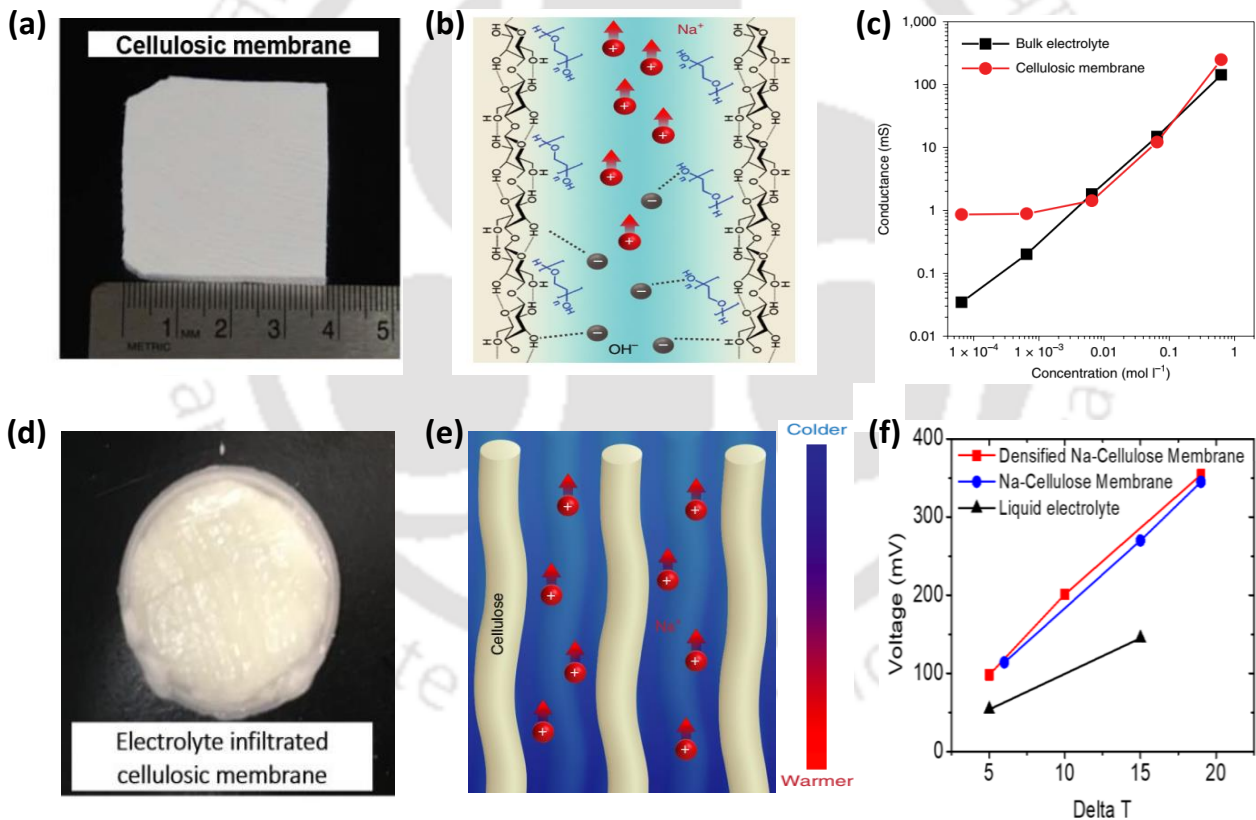 (a)
Cellulosic membrane
1 MM 2 3 4 5
METRIC
(b)
Na⁺
OH⁻
(c)
Bulk electrolyte
Cellulosic membrane
Conductance (mS)
1,000
100
10
1
0.1
0.01
1 × 10⁻⁴ 1 × 10⁻³ 0.01 0.1 1
Concentration (mol l⁻¹)
(d)
Electrolyte infiltrated
cellulosic membrane
(e)
Cellulose
Na⁺
Colder
Warmer
(f)
Densified Na-Cellulose Membrane
Na-Cellulose Membrane
Liquid electrolyte
Voltage (mV)
400
300
200
100
0
5 10 15 20
Delta T